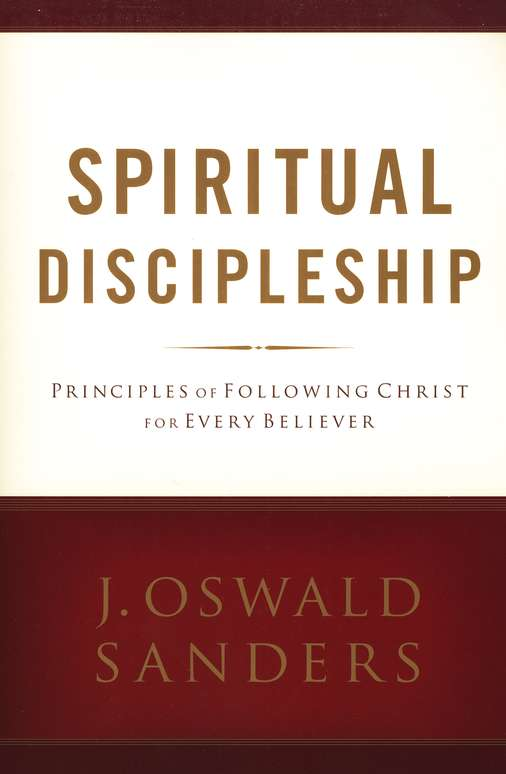 SPIRITUAL
DISCIPLESHIP
PRINCIPLES OF FOLLOWING CHRIST
FOR EVERY BELIEVER
J. OSWALD
SANDERS